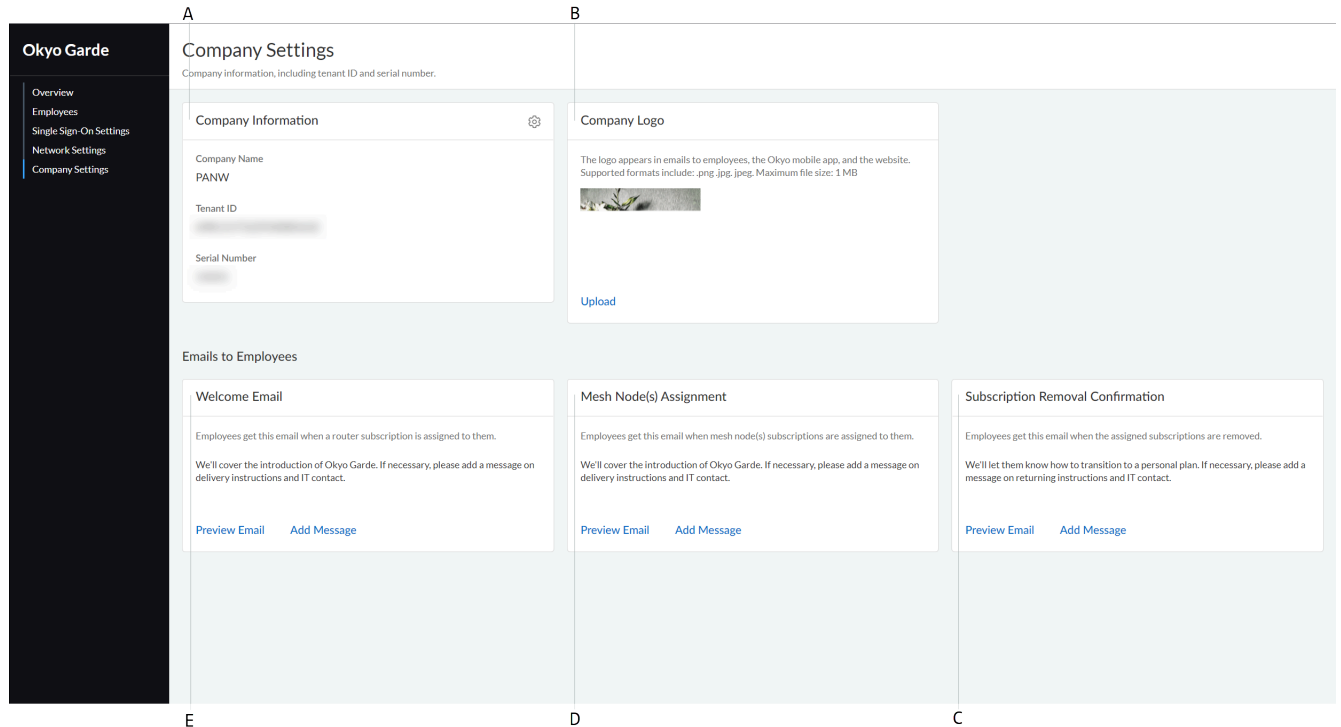 A
B
Okyo Garde
Overview
Employees
Single Sign-On Settings
Network Settings
Company Settings
Company Settings
Company information, including tenant ID and serial number.
Company Information
Company Name
PANW
Tenant ID
Serial Number
Company Logo
The logo appears in emails to employees, the Okyo mobile app, and the website.
Supported formats include: .png .jpg. jpeg. Maximum file size: 1 MB
Upload
Emails to Employees
Welcome Email
Employees get this email when a router subscription is assigned to them.
We'll cover the introduction of Okyo Garde. If necessary, please add a message on
delivery instructions and IT contact.
Preview Email Add Message
Mesh Node(s) Assignment
Employees get this email when mesh node(s) subscriptions are assigned to them.
We'll cover the introduction of Okyo Garde. If necessary, please add a message on
delivery instructions and IT contact.
Preview Email Add Message
Subscription Removal Confirmation
Employees get this email when the assigned subscriptions are removed.
We'll let them know how to transition to a personal plan. If necessary, please add a
message on returning instructions and IT contact.
Preview Email Add Message
E
D
C